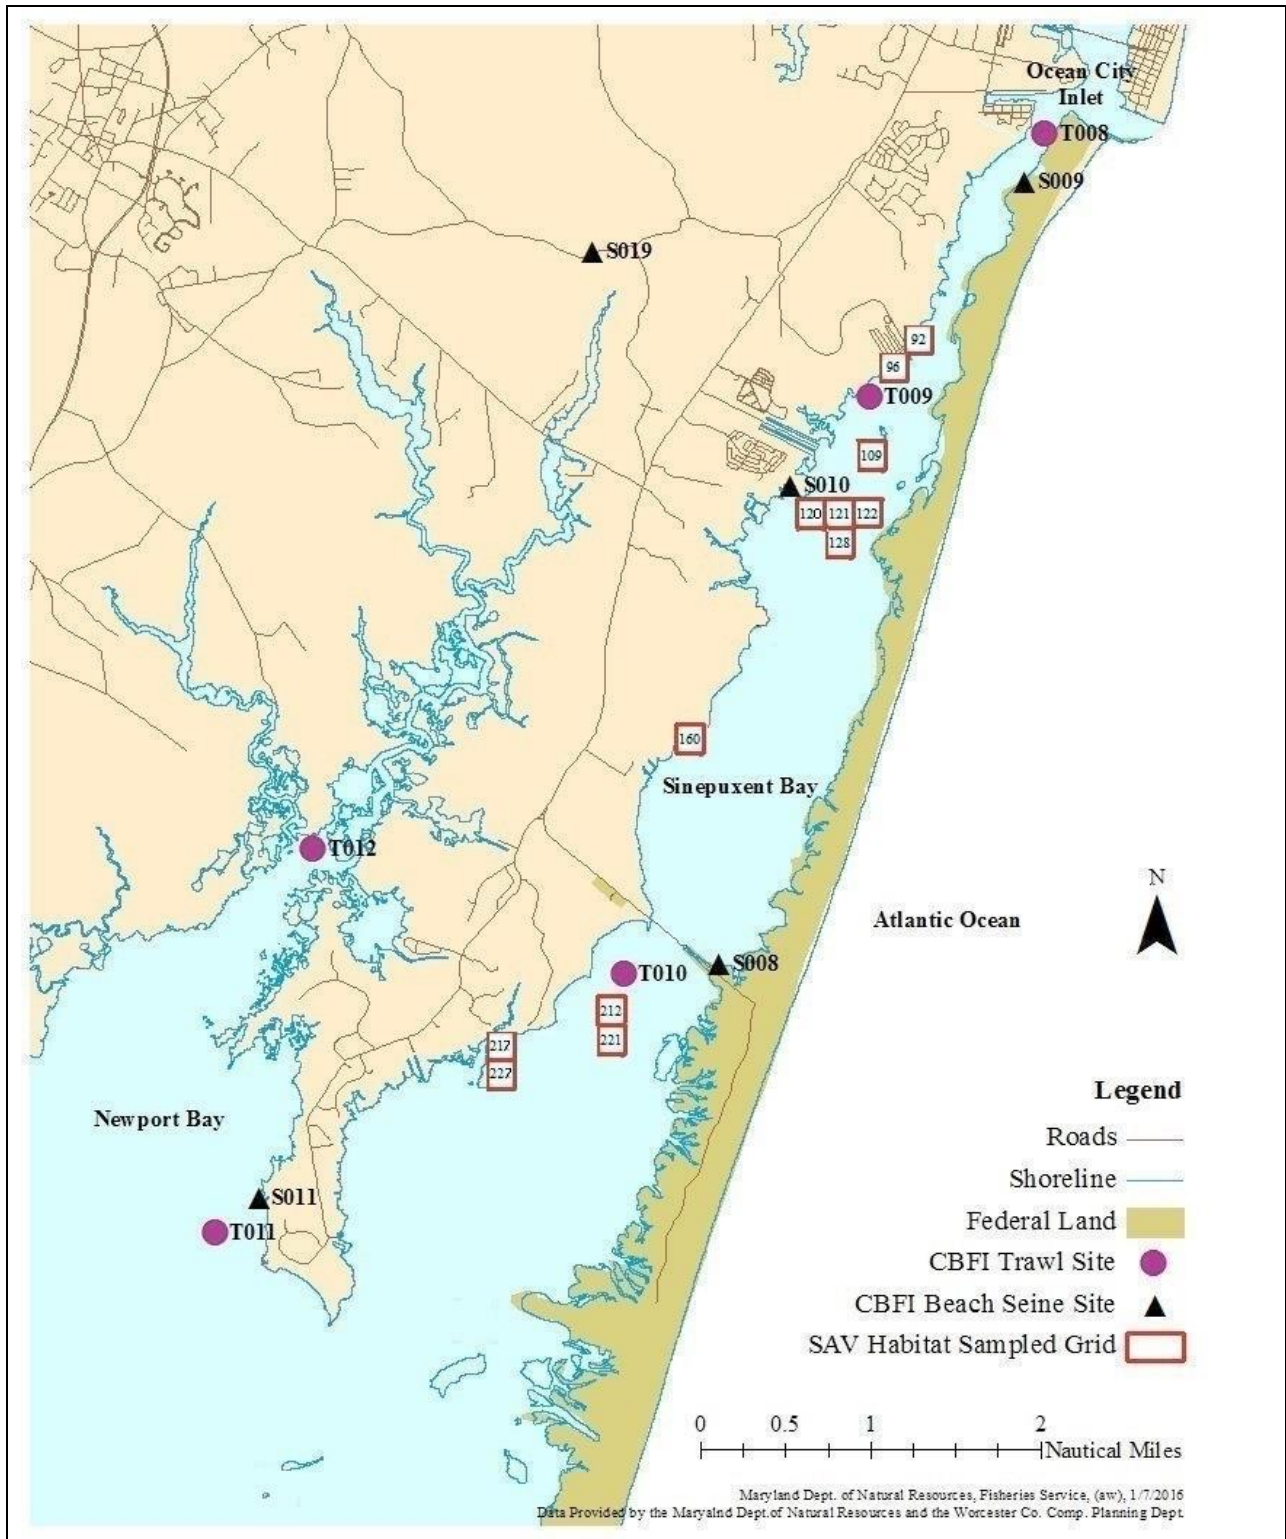 Ocean City
Inlet
T008
S009
S019
92
96
T009
109
S010
120 121 122
128
160
Sinepuxent Bay
T012
N
Atlantic Ocean
S008
T010
212
221
217
227
Newport Bay
S011
T011
Legend
Roads
Shoreline
Federal Land
CBFI Trawl Site
CBFI Beach Seine Site
SAV Habitat Sampled Grid
0 0.5 1 2
Nautical Miles
Maryland Dept. of Natural Resources, Fisheries Service, (aw), 1/7/2016
Data Provided by the Maryalnd Dept.of Natural Resources and the Worcester Co. Comp. Planning Dept.